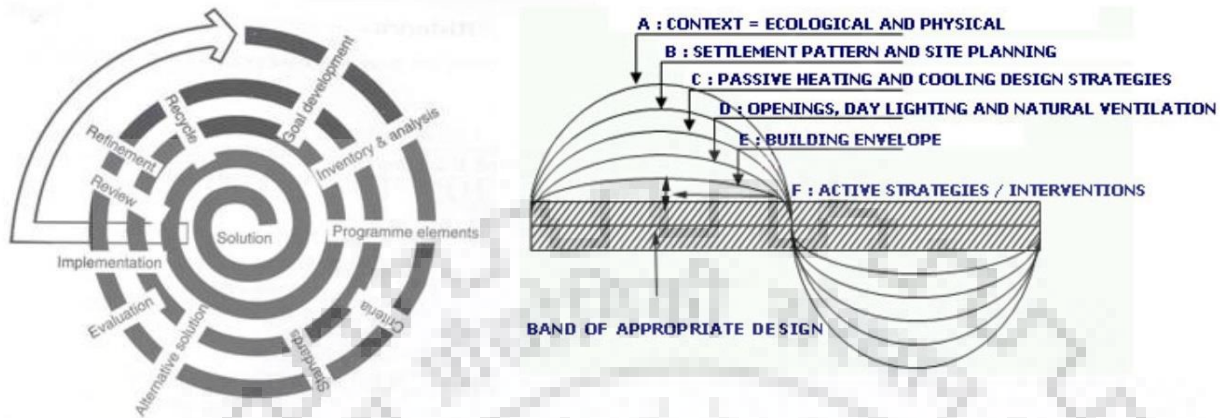 Goal development
Inventory & analysis
Programme elements
Criteria
Standards
Alternative solution
Evaluation
Implementation
Review
Refinement
Recycle
Solution
A : CONTEXT = ECOLOGICAL AND PHYSICAL
B : SETTLEMENT PATTERN AND SITE PLANNING
C : PASSIVE HEATING AND COOLING DESIGN STRATEGIES
D : OPENINGS, DAY LIGHTING AND NATURAL VENTILATION
E : BUILDING ENVELOPE
F : ACTIVE STRATEGIES / INTERVENTIONS
BAND OF APPROPRIATE DESIGN